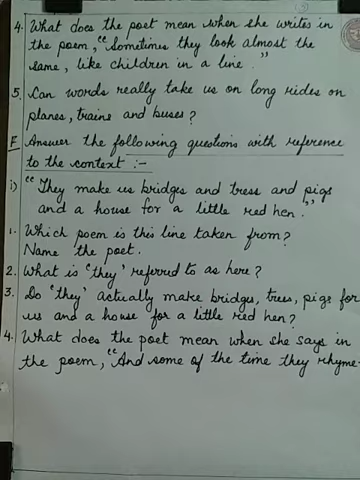 4. What does the poet mean when she writes in
the poem, "Sometimes they look almost the
same, like children in a line."
5. Can words really take us on long rides on
planes, trains and buses?
F Answer the following questions with reference
to the context :-
i) "They make us bridges and tress and pigs
and a house for a little red hen."
1. Which poem is this line taken from?
Name the poet.
2. What is 'they' referred to as here?
3. Do 'they' actually make bridges, trees, pigs for
us and a house for a little red hen?
4. What does the poet mean when she says in
the poem, "And some of the time they rhyme-